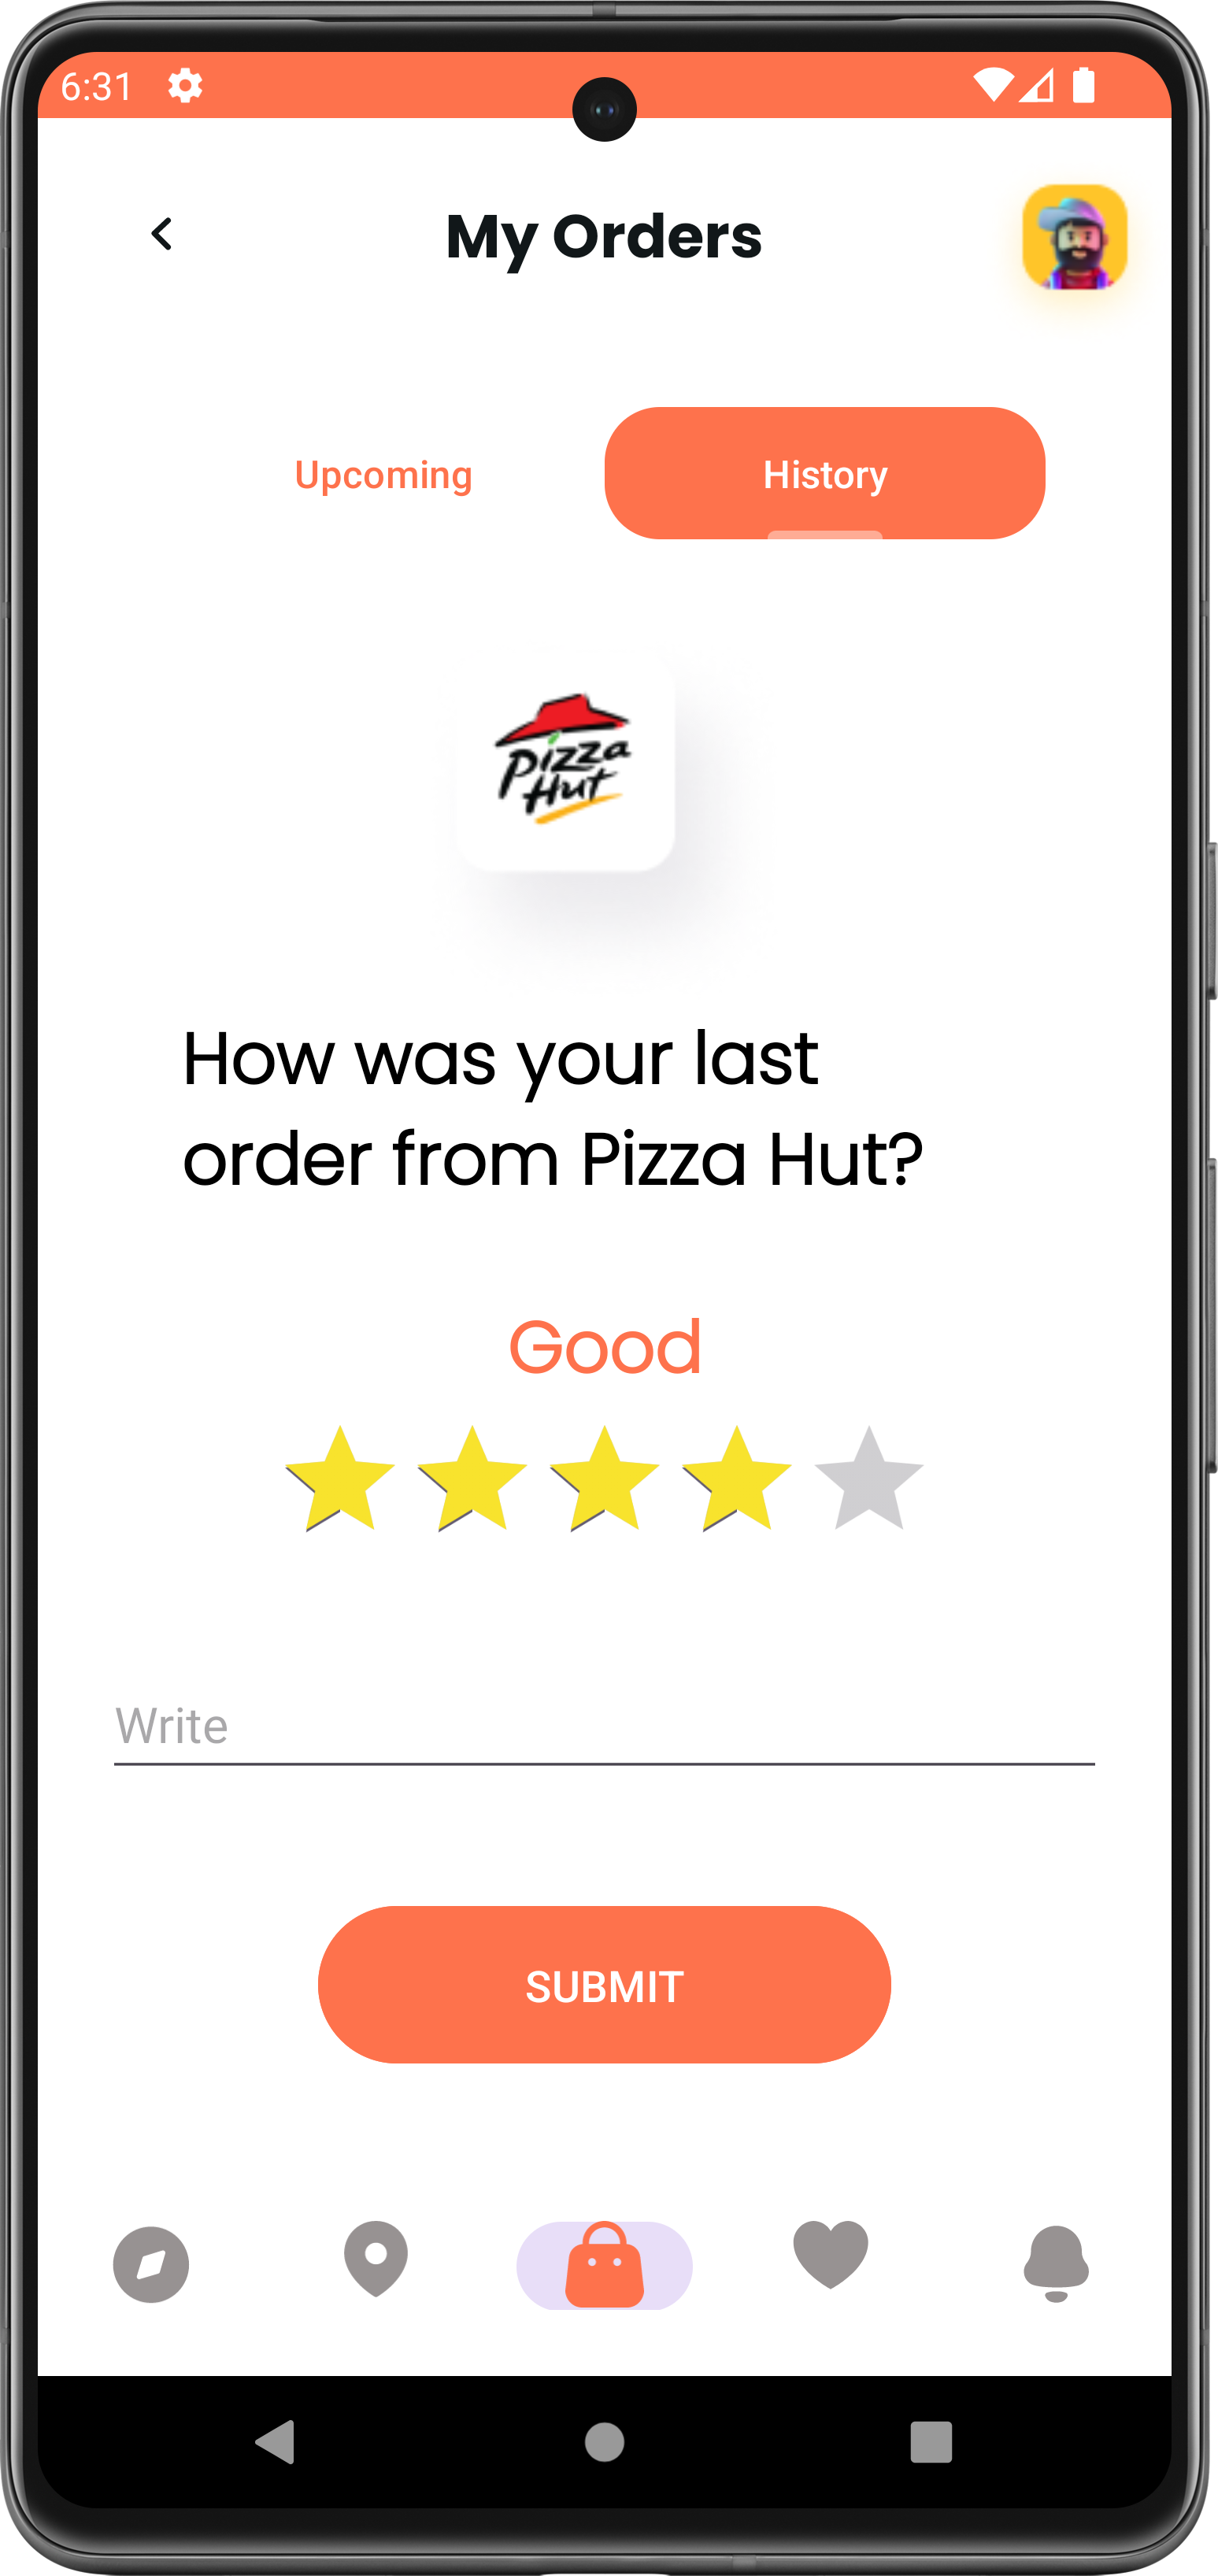 6:31
My Orders
Upcoming
History
Pizza
Hut
How was your last
order from Pizza Hut?
Good
Write
SUBMIT